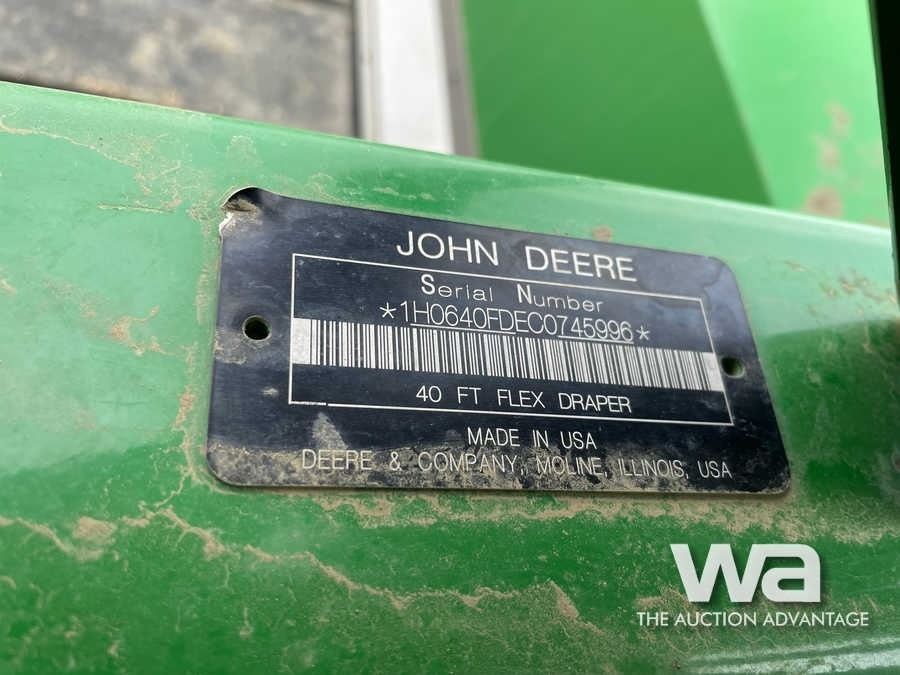 JOHN DEERE
Serial Number
*1H0640FDEC0745996*
40 FT FLEX DRAPER
MADE IN USA
DEERE & COMPANY, MOLINE, ILLINOIS, USA
wa
THE AUCTION ADVANTAGE